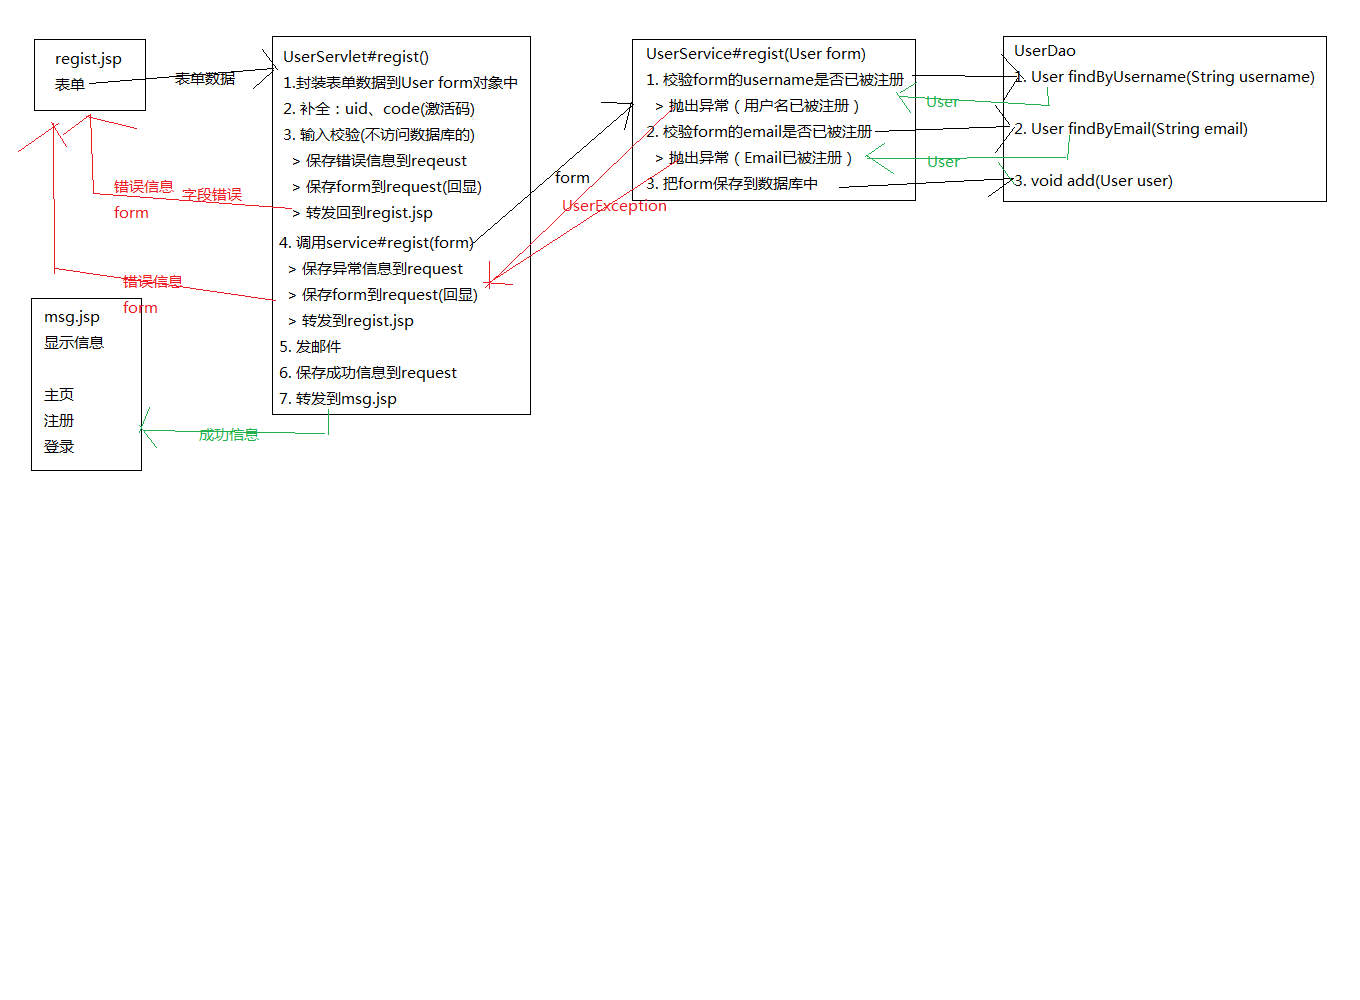 regist.jsp
表单
表单数据
错误信息
form
字段错误
错误信息
form
msg.jsp
显示信息
主页
注册
登录
成功信息
UserServlet#regist()
1.封装表单数据到User form对象中
2. 补全：uid、code(激活码)
3. 输入校验(不访问数据库的)
> 保存错误信息到reqeust
> 保存form到request(回显)
> 转发回到regist.jsp
4. 调用service#regist(form)
> 保存异常信息到request
> 保存form到request(回显)
> 转发到regist.jsp
5. 发邮件
6. 保存成功信息到request
7. 转发到msg.jsp
form
UserException
UserService#regist(User form)
1. 校验form的username是否已被注册
> 抛出异常（用户名已被注册）
2. 校验form的email是否已被注册
> 抛出异常（Email已被注册）
3. 把form保存到数据库中
User
User
UserDao
1. User findByUsername(String username)
2. User findByEmail(String email)
3. void add(User user)